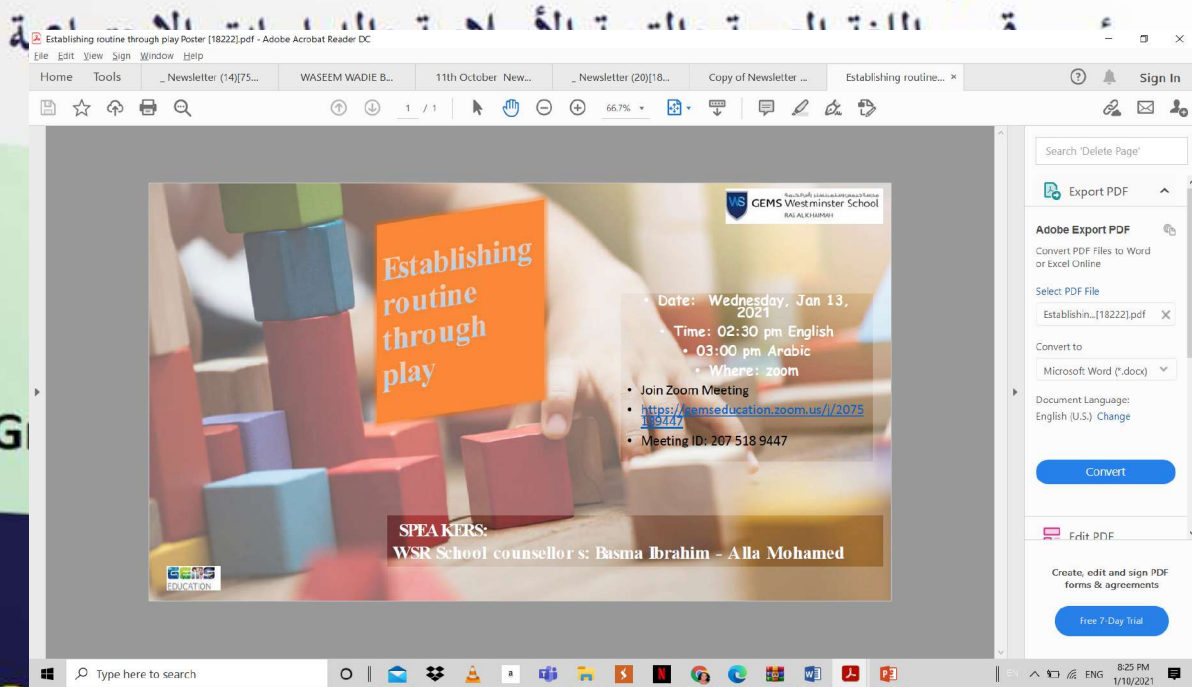 Establishing routine through play Poster [18222].pdf - Adobe Acrobat Reader DC
File Edit View Sign Window Help
Home Tools _ Newsletter (14)[75... WASEEM WADIE B... 11th October New... _ Newsletter (20)[18... Copy of Newsletter ... Establishing routine... × Sign In
1 / 1 66.7%
Search 'Delete Page'
Export PDF
Adobe Export PDF
Convert PDF Files to Word
or Excel Online
Select PDF File
Establishin...[18222].pdf X
Convert to
Microsoft Word (*.docx)
Document Language:
English (U.S.) Change
Convert
Edit PDF
Create, edit and sign PDF
forms & agreements
Free 7-Day Trial
WS GEMS Westminster School
RAS AL KHAIMAH
Establishing
routine
through
play
• Date: Wednesday, Jan 13,
2021
• Time: 02:30 pm English
• 03:00 pm Arabic
• Where: zoom
• Join Zoom Meeting
• https://gemseducation.zoom.us/j/2075
189447
• Meeting ID: 207 518 9447
SPEAKERS:
WSR School counsellor s: Basma Ibrahim - Alla Mohamed
GEMS
EDUCATION
Type here to search
ENG 8:25 PM
1/10/2021